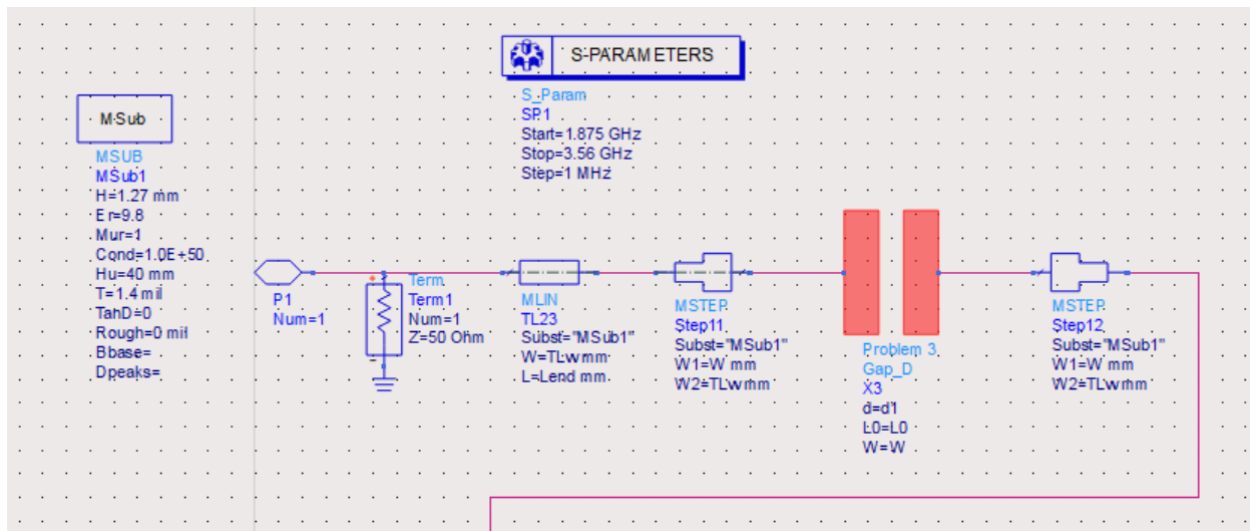 S-PARAMETERS
S_Param
SP1
Start=1.875 GHz
Stop=3.56 GHz
Step=1 MHz
MSub
MSUB
MSub1
H=1.27 mm
Er=9.8
Mur=1
Cond=1.0E+50
Hu=40 mm
T=1.4 mil
TanD=0
Rough=0 mil
Bbase=
Dpeaks=
P1
Num=1
Term
Term1
Num=1
Z=50 Ohm
MLIN
TL23
Subst="MSub1"
W=TLw mm
L=Lend mm
MSTEP
Step11
Subst="MSub1"
W1=W mm
W2=TLw mm
Problem 3
Gap_D
X3
d=d1
L0=L0
W=W
MSTEP
Step12
Subst="MSub1"
W1=W mm
W2=TLw mm